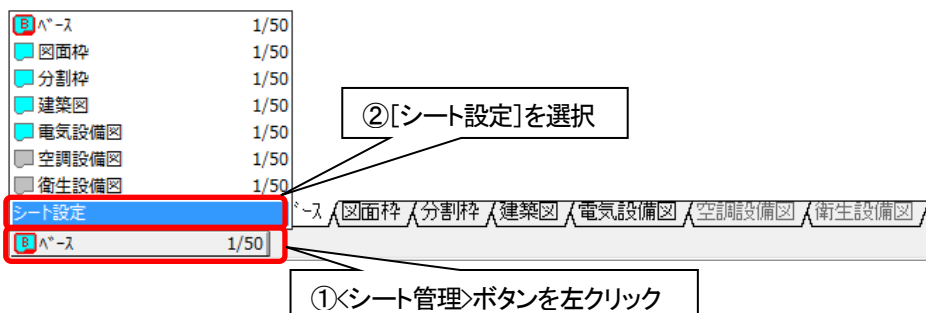 B ﾍﾞｰｽ 1/50
図面枠 1/50
分割枠 1/50
建築図 1/50
②[シート設定]を選択
電気設備図 1/50
空調設備図 1/50
衛生設備図 1/50
シート設定
ﾞｰｽ 図面枠 分割枠 建築図 電気設備図 空調設備図 衛生設備図
B ﾍﾞｰｽ 1/50
①<シート管理>ボタンを左クリック